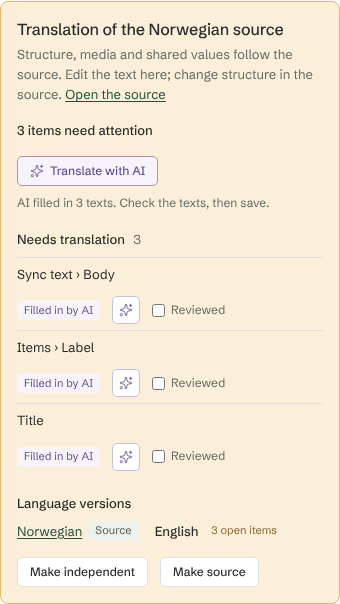 Translation of the Norwegian source
Structure, media and shared values follow the
source. Edit the text here; change structure in the
source. Open the source
3 items need attention
Translate with AI
AI filled in 3 texts. Check the texts, then save.
Needs translation 3
Sync text › Body
Filled in by AI Reviewed
Items › Label
Filled in by AI Reviewed
Title
Filled in by AI Reviewed
Language versions
Norwegian Source English 3 open items
Make independent Make source